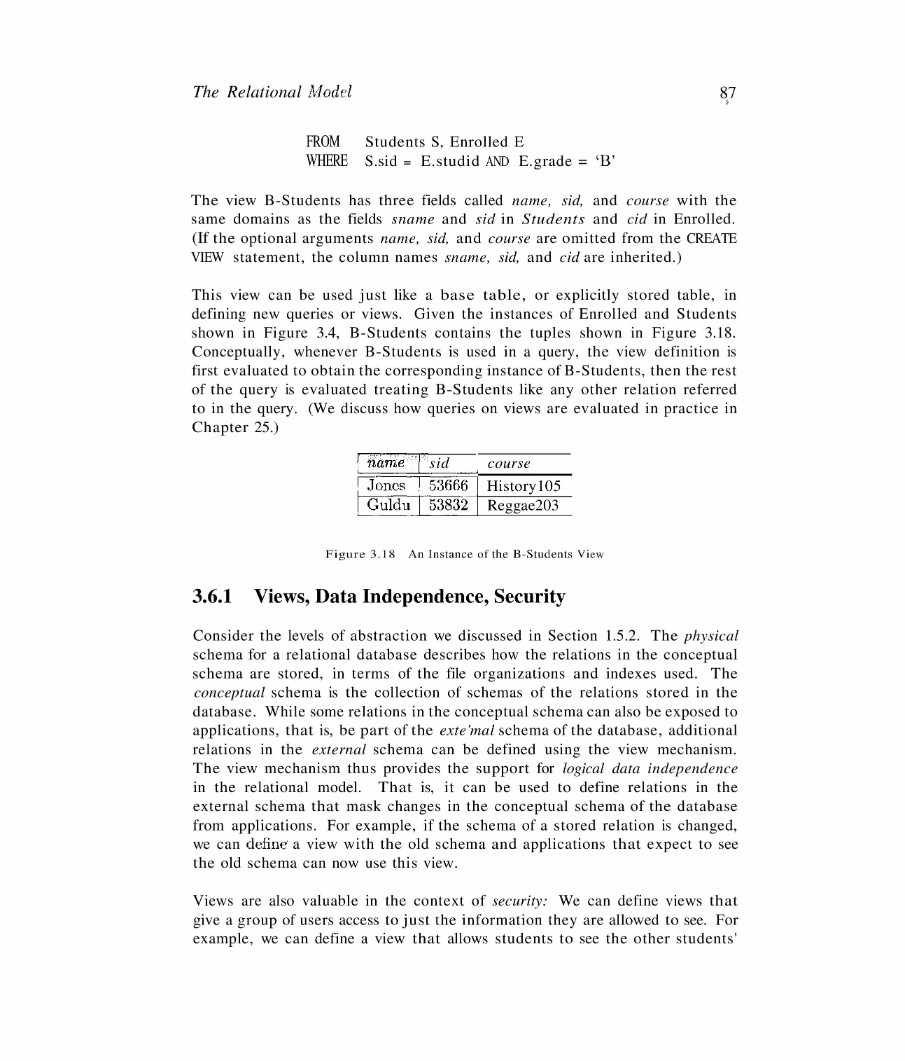 The Relational Model 87
FROM Students S, Enrolled E
WHERE S.sid = E.studid AND E.grade = ‘B’
The view B-Students has three fields called name, sid, and course with the
same domains as the fields sname and sid in Students and cid in Enrolled.
(If the optional arguments name, sid, and course are omitted from the CREATE
VIEW statement, the column names sname, sid, and cid are inherited.)
This view can be used just like a base table, or explicitly stored table, in
defining new queries or views. Given the instances of Enrolled and Students
shown in Figure 3.4, B-Students contains the tuples shown in Figure 3.18.
Conceptually, whenever B-Students is used in a query, the view definition is
first evaluated to obtain the corresponding instance of B-Students, then the rest
of the query is evaluated treating B-Students like any other relation referred
to in the query. (We discuss how queries on views are evaluated in practice in
Chapter 25.)
name sid course
Jones 53666 History105
Guldu 53832 Reggae203
Figure 3.18 An Instance of the B-Students View
3.6.1 Views, Data Independence, Security
Consider the levels of abstraction we discussed in Section 1.5.2. The physical
schema for a relational database describes how the relations in the conceptual
schema are stored, in terms of the file organizations and indexes used. The
conceptual schema is the collection of schemas of the relations stored in the
database. While some relations in the conceptual schema can also be exposed to
applications, that is, be part of the exte'mal schema of the database, additional
relations in the external schema can be defined using the view mechanism.
The view mechanism thus provides the support for logical data independence
in the relational model. That is, it can be used to define relations in the
external schema that mask changes in the conceptual schema of the database
from applications. For example, if the schema of a stored relation is changed,
we can define a view with the old schema and applications that expect to see
the old schema can now use this view.
Views are also valuable in the context of security: We can define views that
give a group of users access to just the information they are allowed to see. For
example, we can define a view that allows students to see the other students'